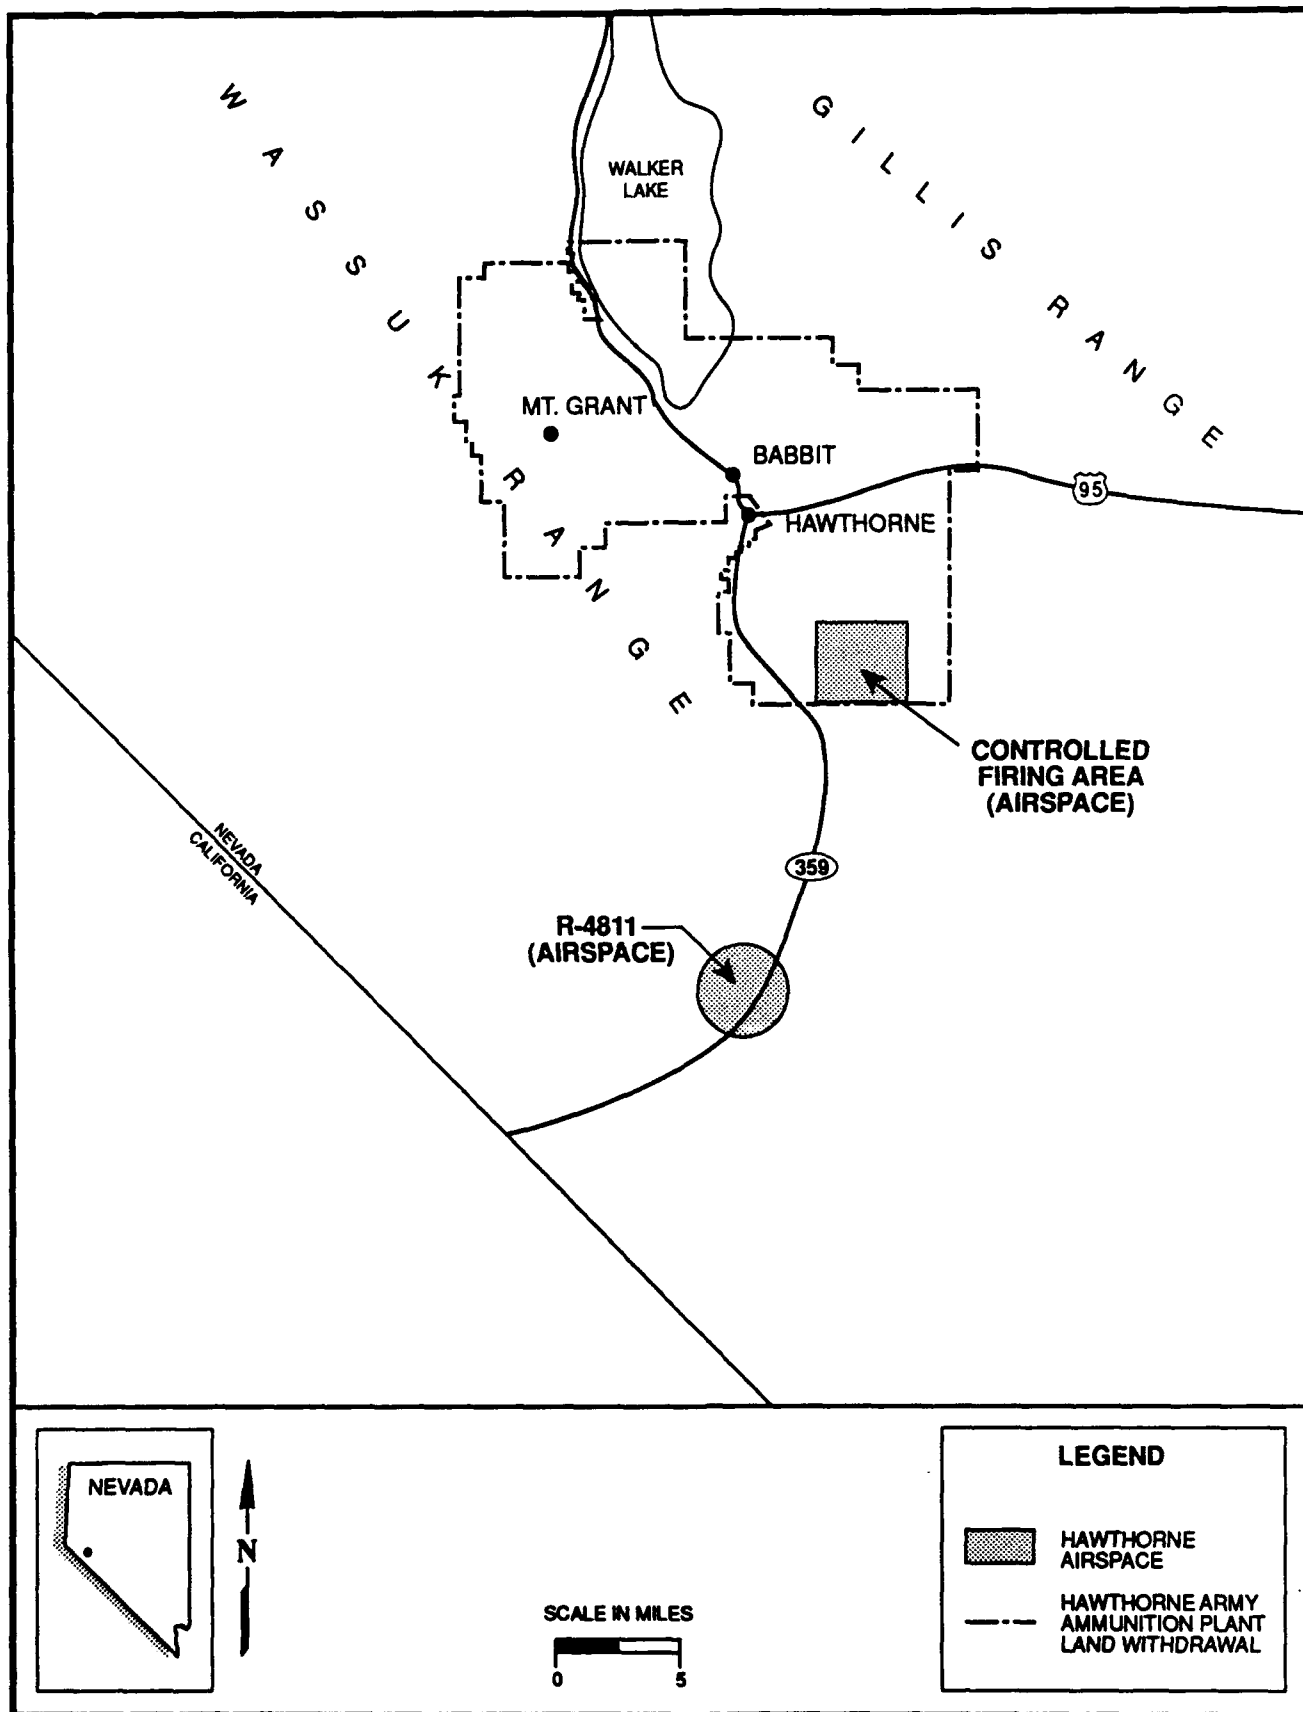 WASSUK RANGE
GILLIS RANGE
WALKER
LAKE
MT. GRANT
BABBIT
95
HAWTHORNE
CONTROLLED
FIRING AREA
(AIRSPACE)
NEVADA
CALIFORNIA
359
R-4811
(AIRSPACE)
NEVADA
N
SCALE IN MILES
0 5
LEGEND
HAWTHORNE
AIRSPACE
HAWTHORNE ARMY
AMMUNITION PLANT
LAND WITHDRAWAL